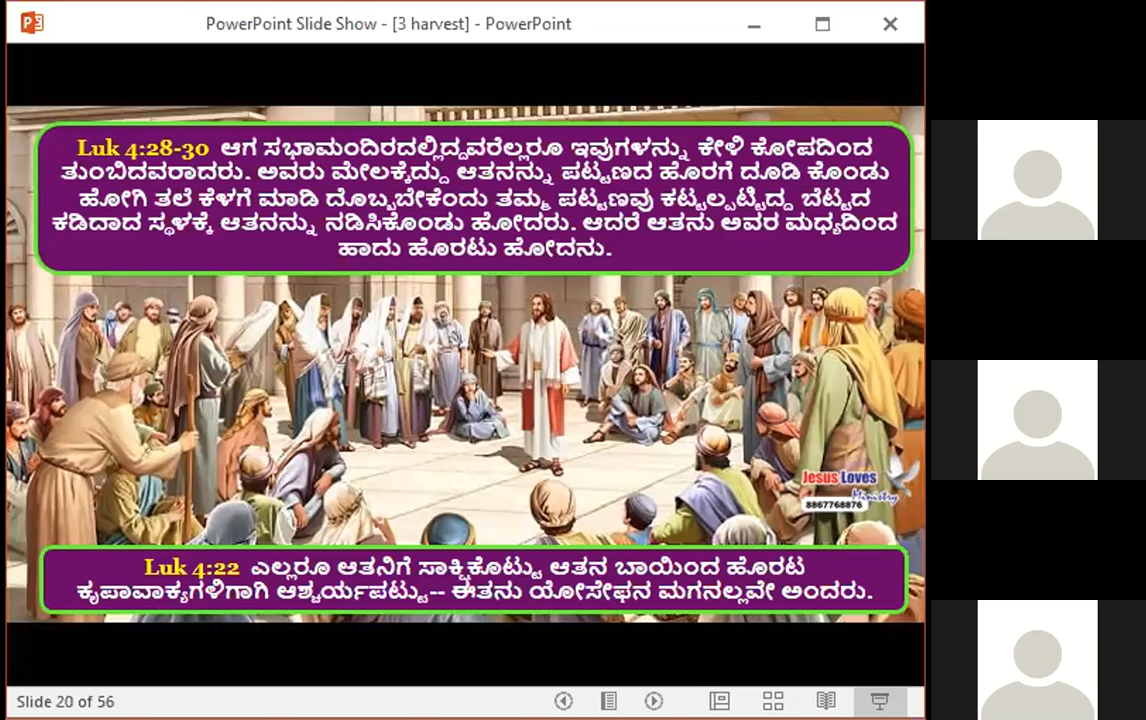 PowerPoint Slide Show - [3 harvest] - PowerPoint
Luk 4:28-30 ಆಗ ಸಭಾಮಂದಿರದಲ್ಲಿದ್ದವರೆಲ್ಲರೂ ಇವುಗಳನ್ನು ಕೇಳಿ ಕೋಪದಿಂದ
ತುಂಬಿದವರಾದರು. ಅವರು ಮೇಲಕ್ಕೆದ್ದು ಆತನನ್ನು ಪಟ್ಟಣದ ಹೊರಗೆ ದೂಡಿ ಕೊಂಡು
ಹೋಗಿ ತಲೆ ಕೆಳಗೆ ಮಾಡಿ ದೊಬ್ಬಬೇಕೆಂದು ತಮ್ಮ ಪಟ್ಟಣವು ಕಟ್ಟಲ್ಪಟ್ಟಿದ್ದ ಬೆಟ್ಟದ
ಕಡಿದಾದ ಸ್ಥಳಕ್ಕೆ ಆತನನ್ನು ನಡಿಸಿಕೊಂಡು ಹೋದರು. ಆದರೆ ಆತನು ಅವರ ಮಧ್ಯದಿಂದ
ಹಾದು ಹೊರಟು ಹೋದನು.
Jesus Loves
Ministry
8867768876
Luk 4:22 ಎಲ್ಲರೂ ಆತನಿಗೆ ಸಾಕ್ಷಿಕೊಟ್ಟು ಆತನ ಬಾಯಿಂದ ಹೊರಟ
ಕೃಪಾವಾಕ್ಯಗಳಿಗಾಗಿ ಆಶ್ಚರ್ಯಪಟ್ಟು-- ಈತನು ಯೋಸೇಫನ ಮಗನಲ್ಲವೇ ಅಂದರು.
Slide 20 of 56